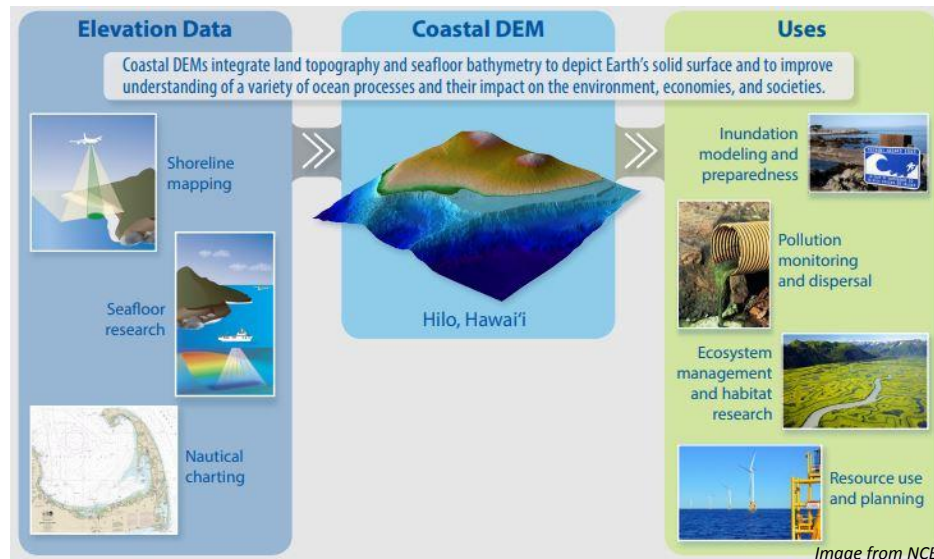 Elevation Data
Coastal DEM
Uses
Coastal DEMs integrate land topography and seafloor bathymetry to depict Earth's solid surface and to improve
understanding of a variety of ocean processes and their impact on the environment, economies, and societies.
Shoreline
mapping
Seafloor
research
Nautical
charting
Hilo, Hawai'i
Inundation
modeling and
preparedness
Pollution
monitoring
and dispersal
Ecosystem
management
and habitat
research
Resource use
and planning
Image from